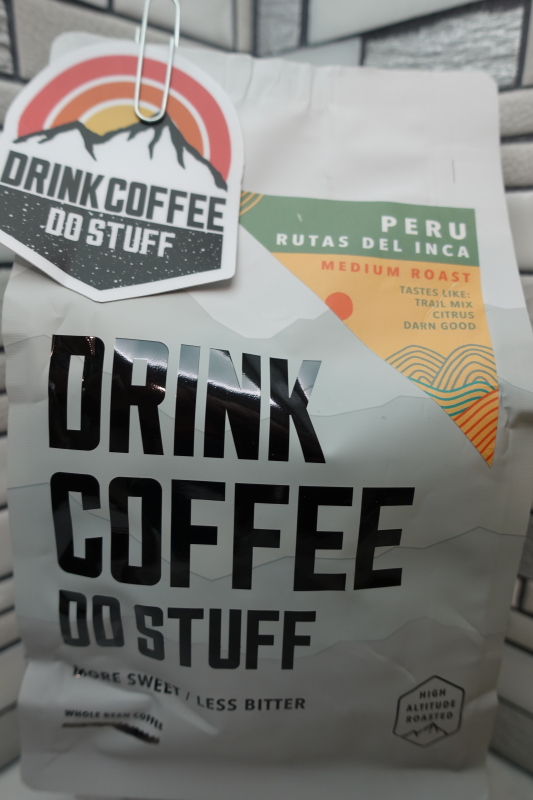 DRINK COFFEE
DO STUFF
PERU
RUTAS DEL INCA
MEDIUM ROAST
TASTES LIKE:
TRAIL MIX
CITRUS
DARN GOOD
DRINK
COFFEE
DO STUFF
MORE SWEET / LESS BITTER
WHOLE BEAN COFFEE
HIGH
ALTITUDE
ROASTED